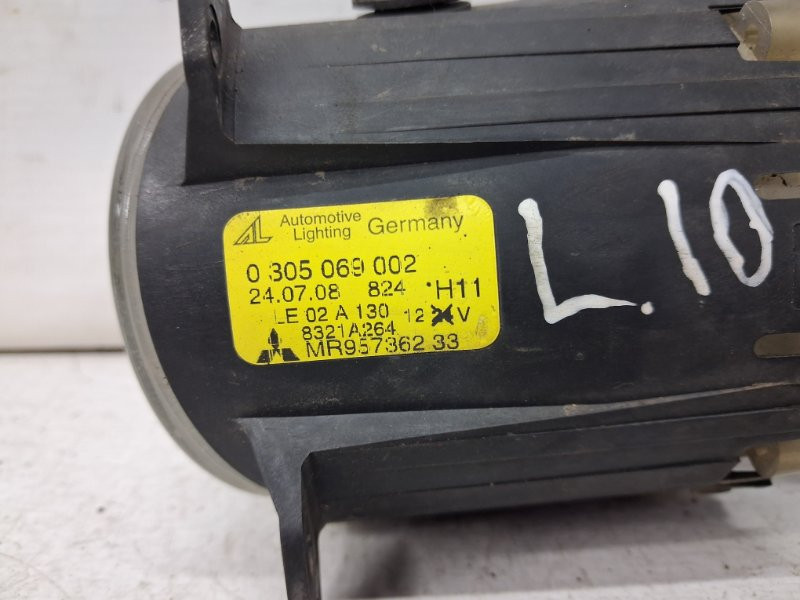 AL Automotive Lighting Germany
0 305 069 002
24.07.08 824 H11
LE 02 A 130 12 V
8321A264
MR957362 33
L.10